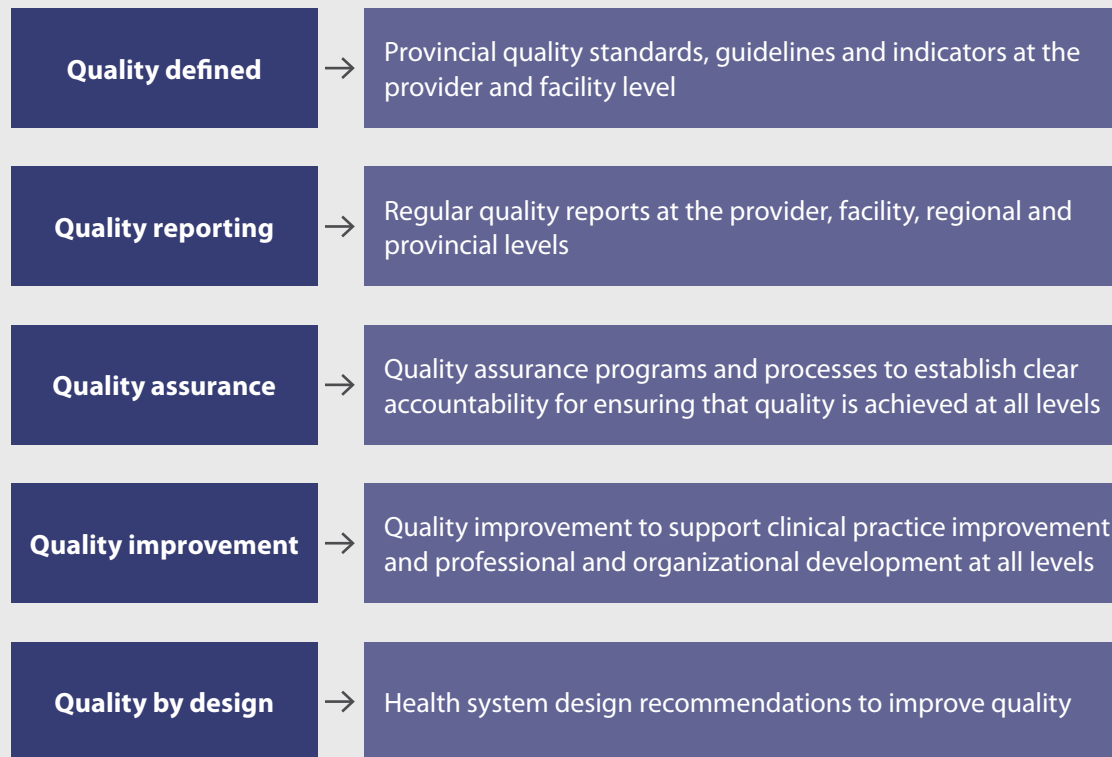 Quality defined
Provincial quality standards, guidelines and indicators at the
provider and facility level
Quality reporting
Regular quality reports at the provider, facility, regional and
provincial levels
Quality assurance
Quality assurance programs and processes to establish clear
accountability for ensuring that quality is achieved at all levels
Quality improvement
Quality improvement to support clinical practice improvement
and professional and organizational development at all levels
Quality by design
Health system design recommendations to improve quality